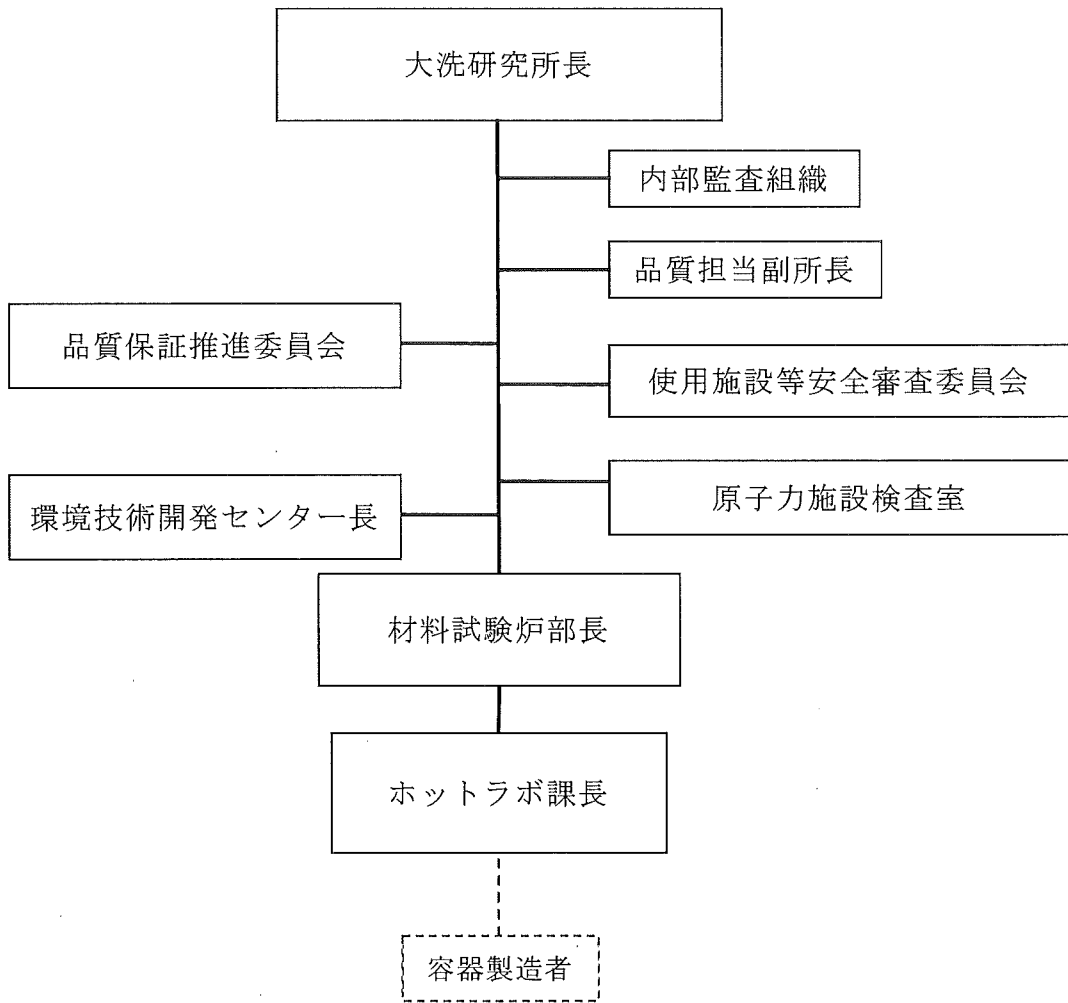 大洗研究所長
内部監査組織
品質担当副所長
品質保証推進委員会
使用施設等安全審査委員会
原子力施設検査室
環境技術開発センター長
材料試験炉部長
ホットラボ課長
容器製造者